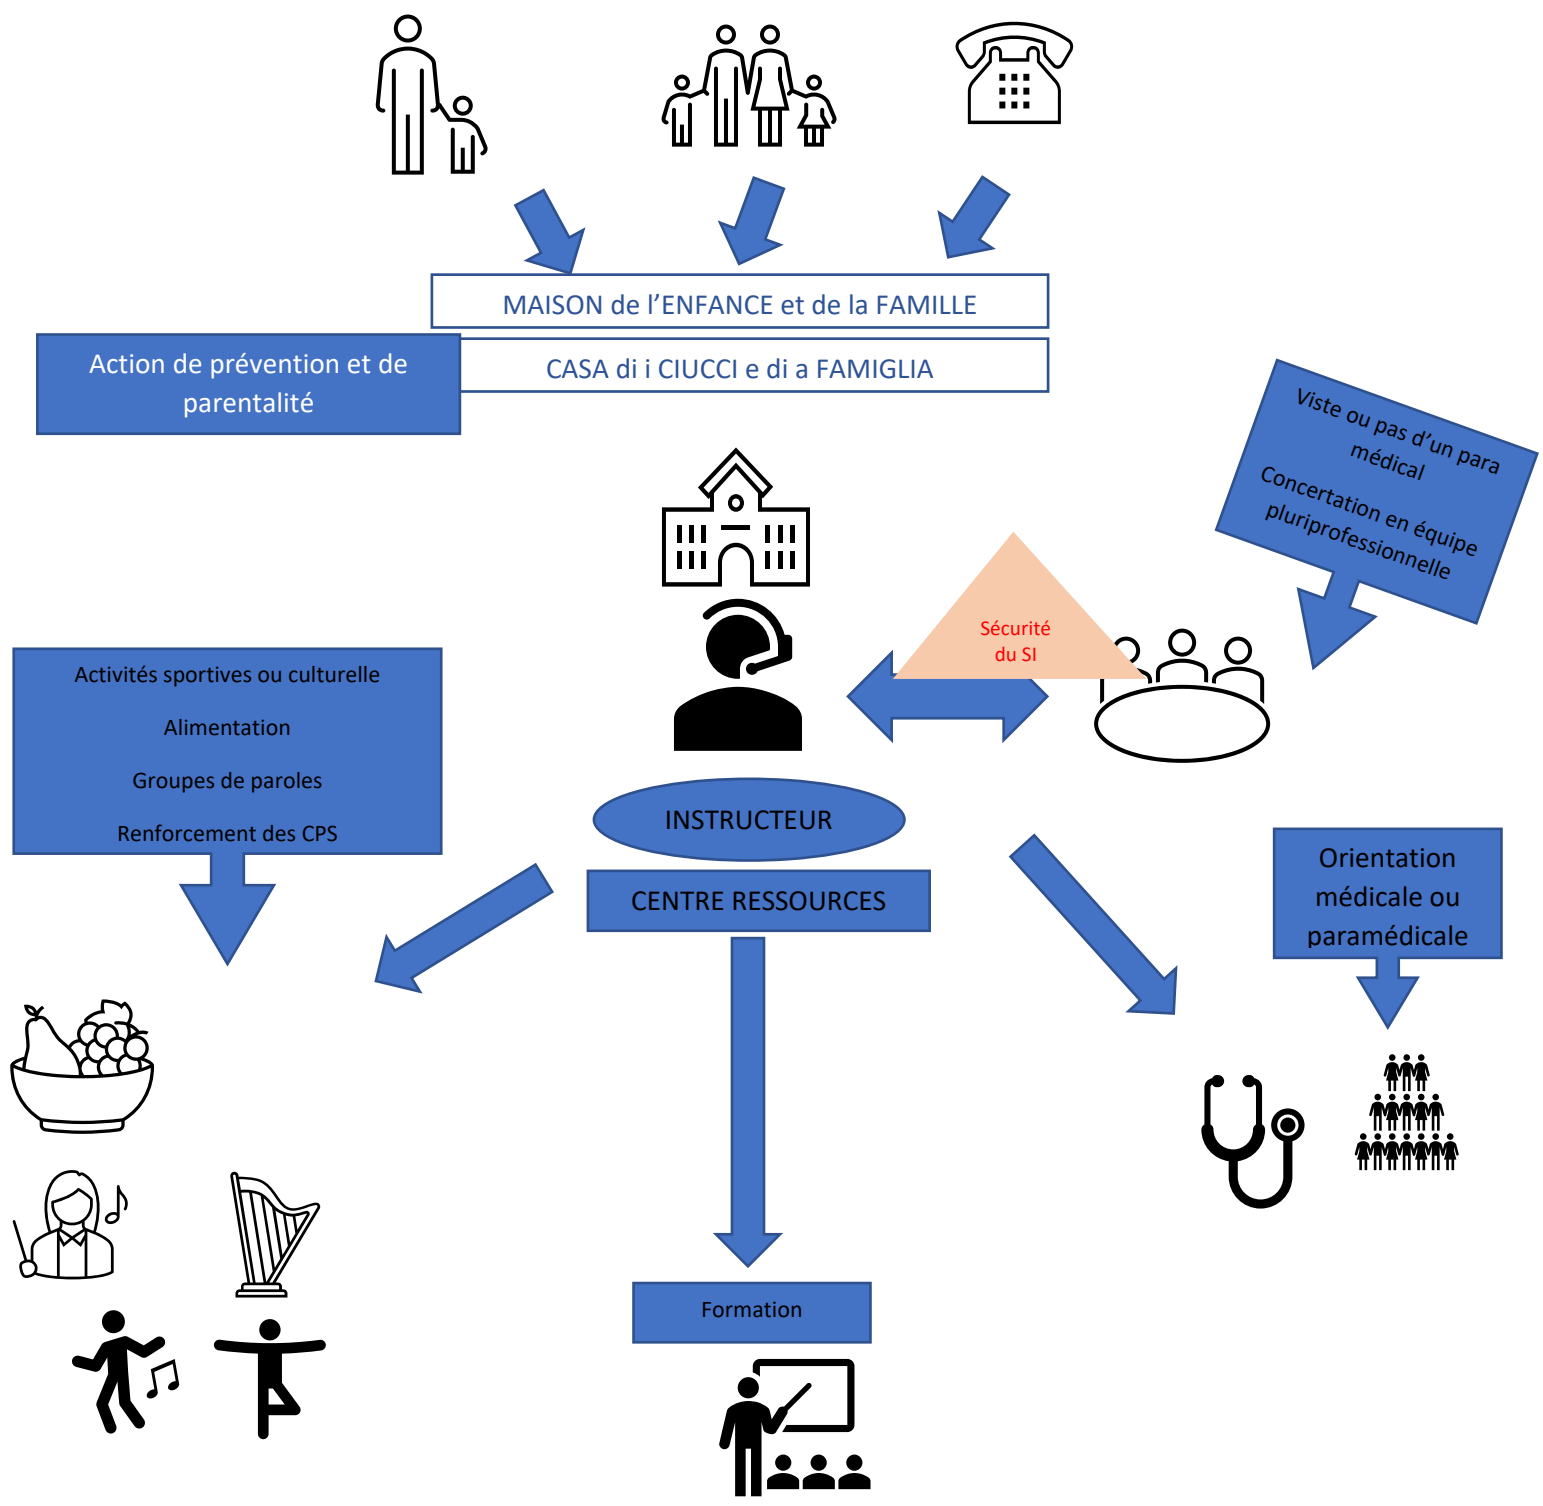 MAISON de l’ENFANCE et de la FAMILLE
CASA di i CIUCCI e di a FAMIGLIA
Action de prévention et de
parentalité
Viste ou pas d’un para
médical
Concertation en équipe
pluriprofessionnelle
Sécurité
du SI
Activités sportives ou culturelle
Alimentation
Groupes de paroles
Renforcement des CPS
INSTRUCTEUR
CENTRE RESSOURCES
Orientation
médicale ou
paramédicale
Formation